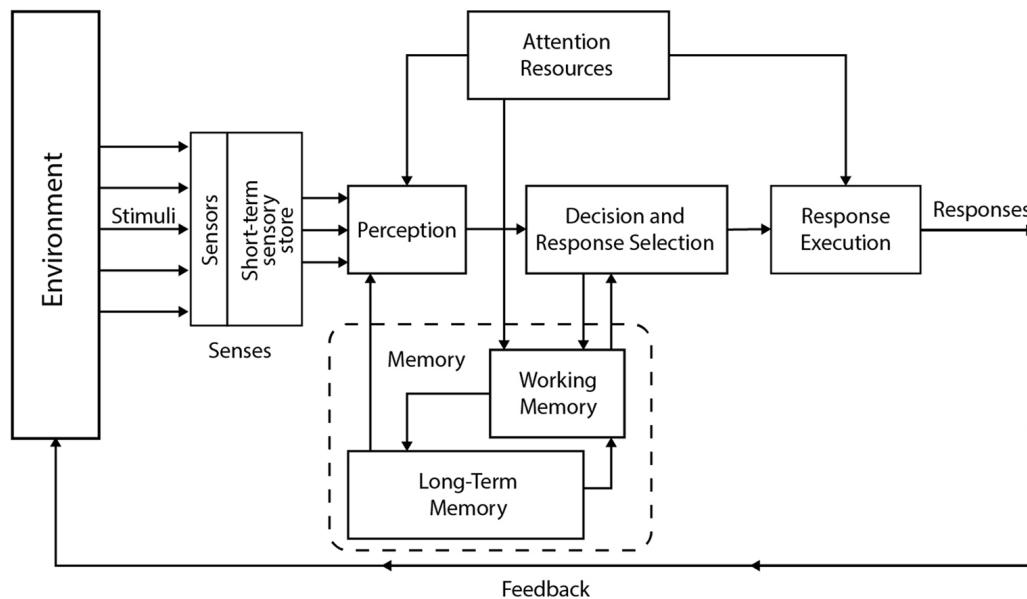 Attention
Resources
Environment
Stimuli
Sensors
Short-term
sensory
store
Senses
Perception
Decision and
Response Selection
Response
Execution
Responses
Memory
Working
Memory
Long-Term
Memory
Feedback